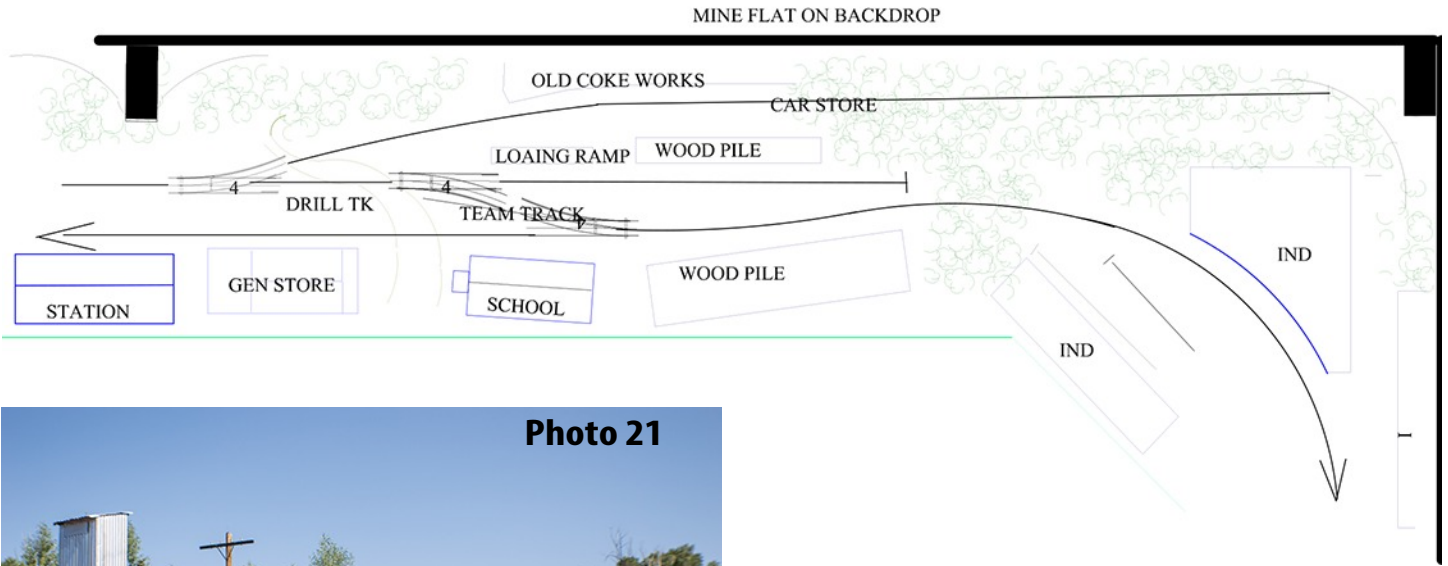 MINE FLAT ON BACKDROP
OLD COKE WORKS
CAR STORE
LOAING RAMP
WOOD PILE
4
4
DRILL TK
TEAM TRACK
4
IND
WOOD PILE
GEN STORE
STATION
SCHOOL
IND
I
Photo 21